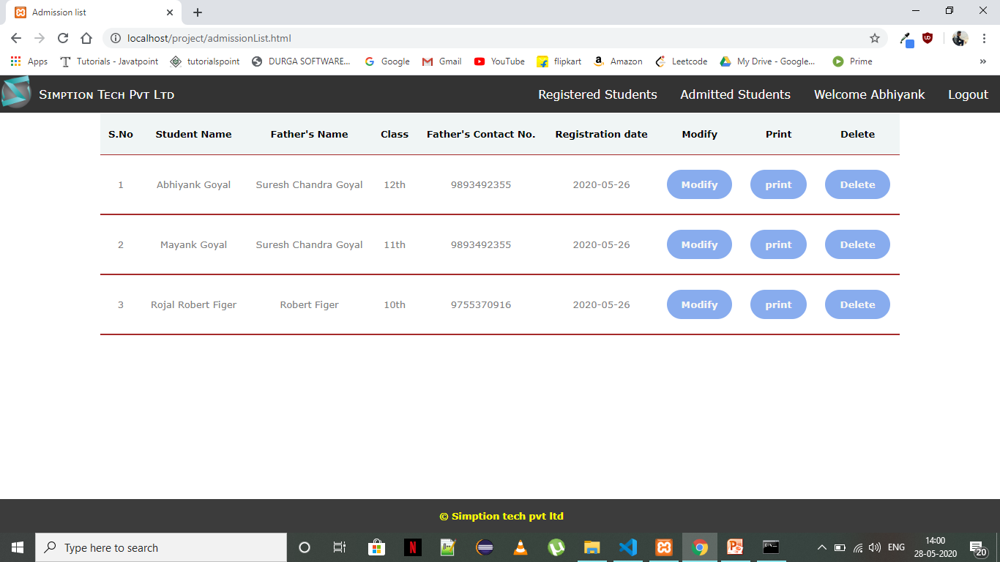 Admission list
localhost/project/admissionList.html
Apps Tutorials - Javatpoint tutorialspoint DURGA SOFTWARE... Google Gmail YouTube flipkart Amazon Leetcode My Drive - Google... Prime »
Simption Tech Pvt Ltd Registered Students Admitted Students Welcome Abhiyank Logout
S.No Student Name Father's Name Class Father's Contact No. Registration date Modify Print Delete
1 Abhiyank Goyal Suresh Chandra Goyal 12th 9893492355 2020-05-26 Modify print Delete
2 Mayank Goyal Suresh Chandra Goyal 11th 9893492355 2020-05-26 Modify print Delete
3 Rojal Robert Figer Robert Figer 10th 9755370916 2020-05-26 Modify print Delete
© Simption tech pvt ltd
Type here to search ENG 14:00
28-05-2020 20